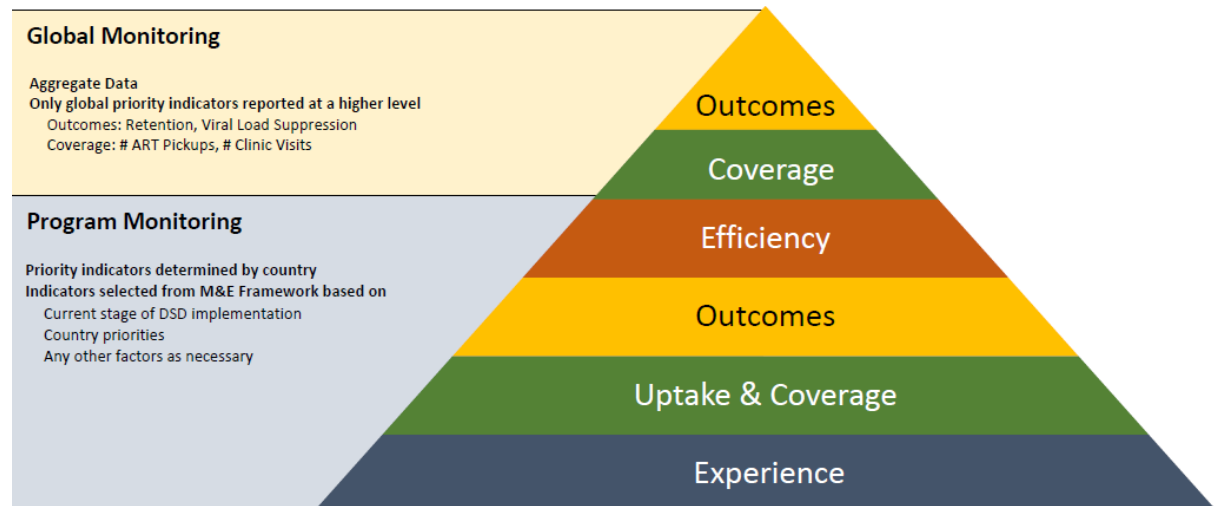 Global Monitoring
Aggregate Data
Only global priority indicators reported at a higher level
Outcomes: Retention, Viral Load Suppression
Coverage: # ART Pickups, # Clinic Visits
Program Monitoring
Priority indicators determined by country
Indicators selected from M&E Framework based on
Current stage of DSD implementation
Country priorities
Any other factors as necessary
Outcomes
Coverage
Efficiency
Outcomes
Uptake & Coverage
Experience